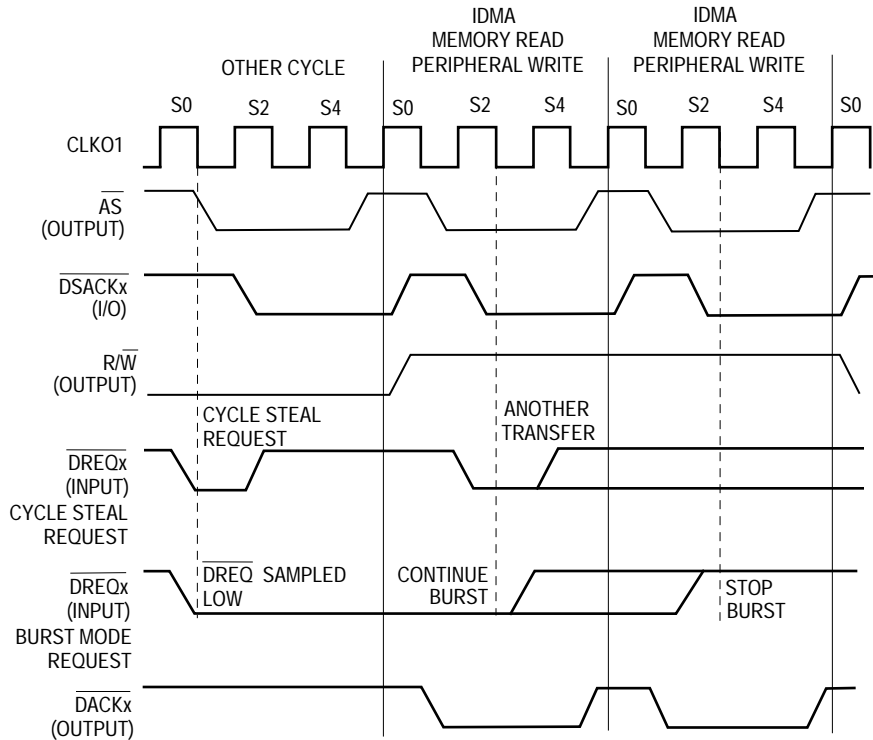 IDMA
MEMORY READ
PERIPHERAL WRITE
IDMA
MEMORY READ
PERIPHERAL WRITE
OTHER CYCLE
S0 S2 S4 S0 S2 S4 S0 S2 S4 S0
CLKO1
AS
(OUTPUT)
DSACKx
(I/O)
R/W
(OUTPUT)
CYCLE STEAL
REQUEST
ANOTHER
TRANSFER
DREQx
(INPUT)
CYCLE STEAL
REQUEST
DREQx
(INPUT)
BURST MODE
REQUEST
DREQ SAMPLED
LOW
CONTINUE
BURST
STOP
BURST
DACKx
(OUTPUT)